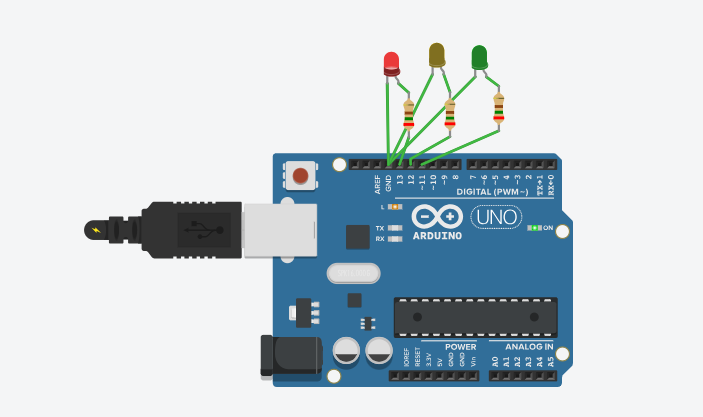 AREF
GND
13
12
~11
~10
~9
8
7
~6
~5
4
~3
2
TX→1
RX←0
DIGITAL (PWM~)
L
TX
RX
UNO
ARDUINO
ON
POWER
ANALOG IN
IOREF
RESET
3.3V
5V
GND
GND
Vin
A0
A1
A2
A3
A4
A5